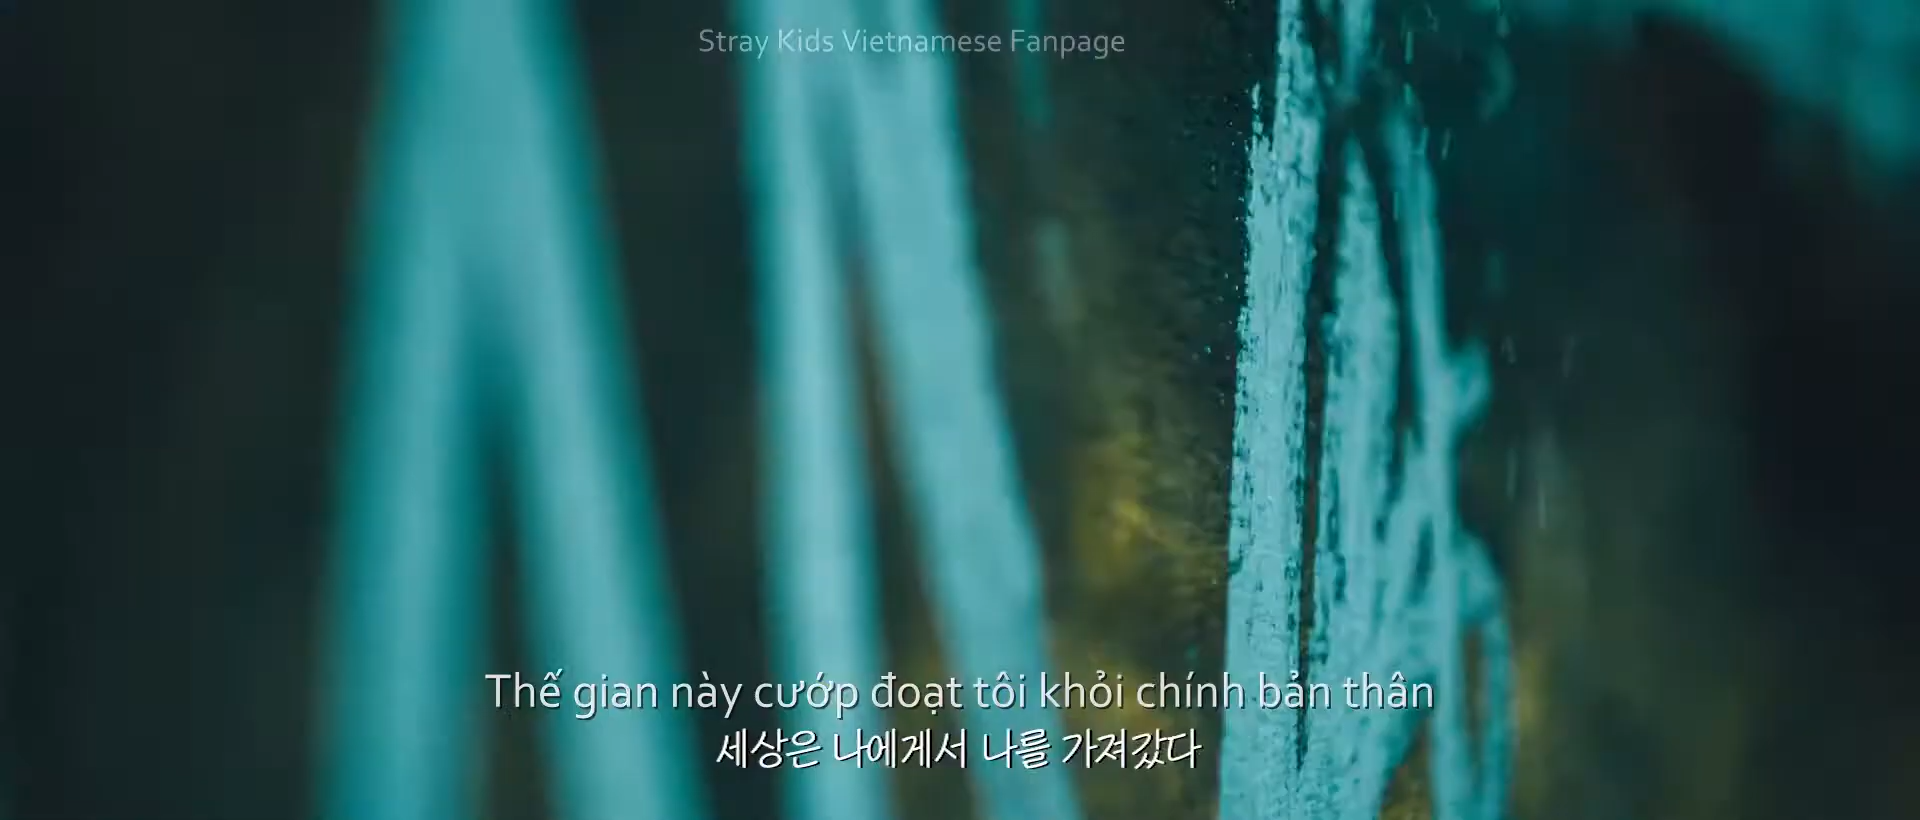 Stray Kids Vietnamese Fanpage
Thế gian này cướp đoạt tôi khỏi chính bản thân
세상은 나에게서 나를 가져갔다